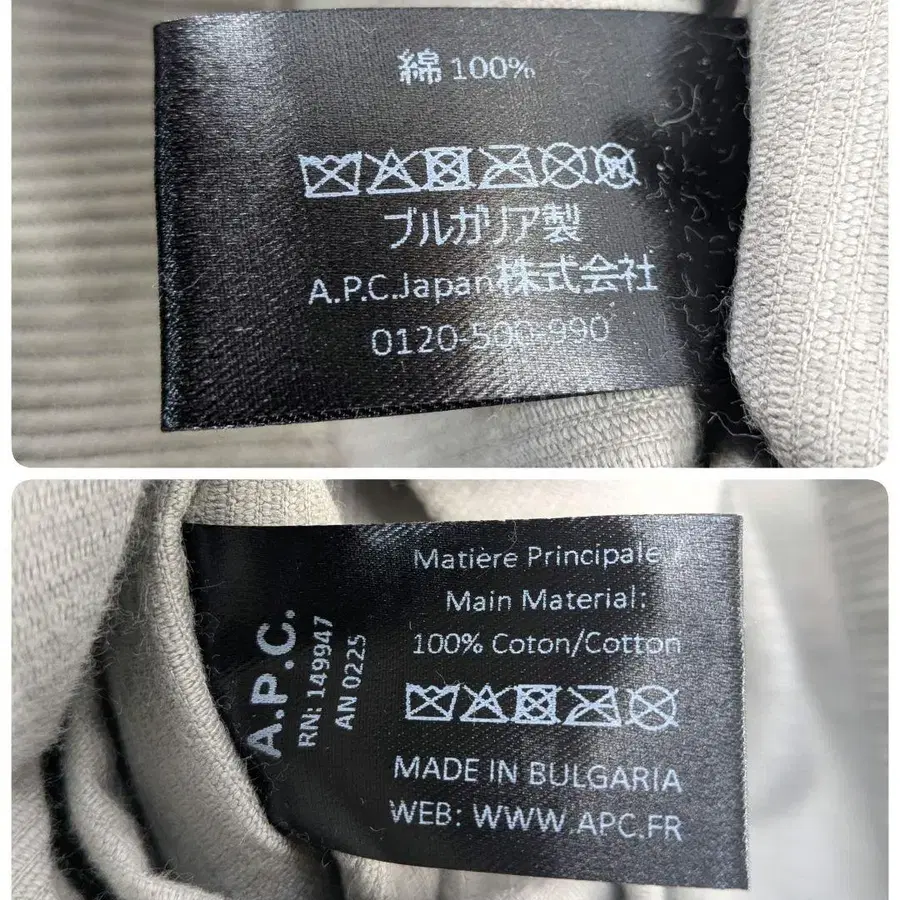 綿 100%
ブルガリア製
A.P.C.Japan株式会社
0120-500-990
A.P.C.
RN: 149947
AN 0225
Matière Principale /
Main Material:
100% Coton/Cotton
MADE IN BULGARIA
WEB: WWW.APC.FR